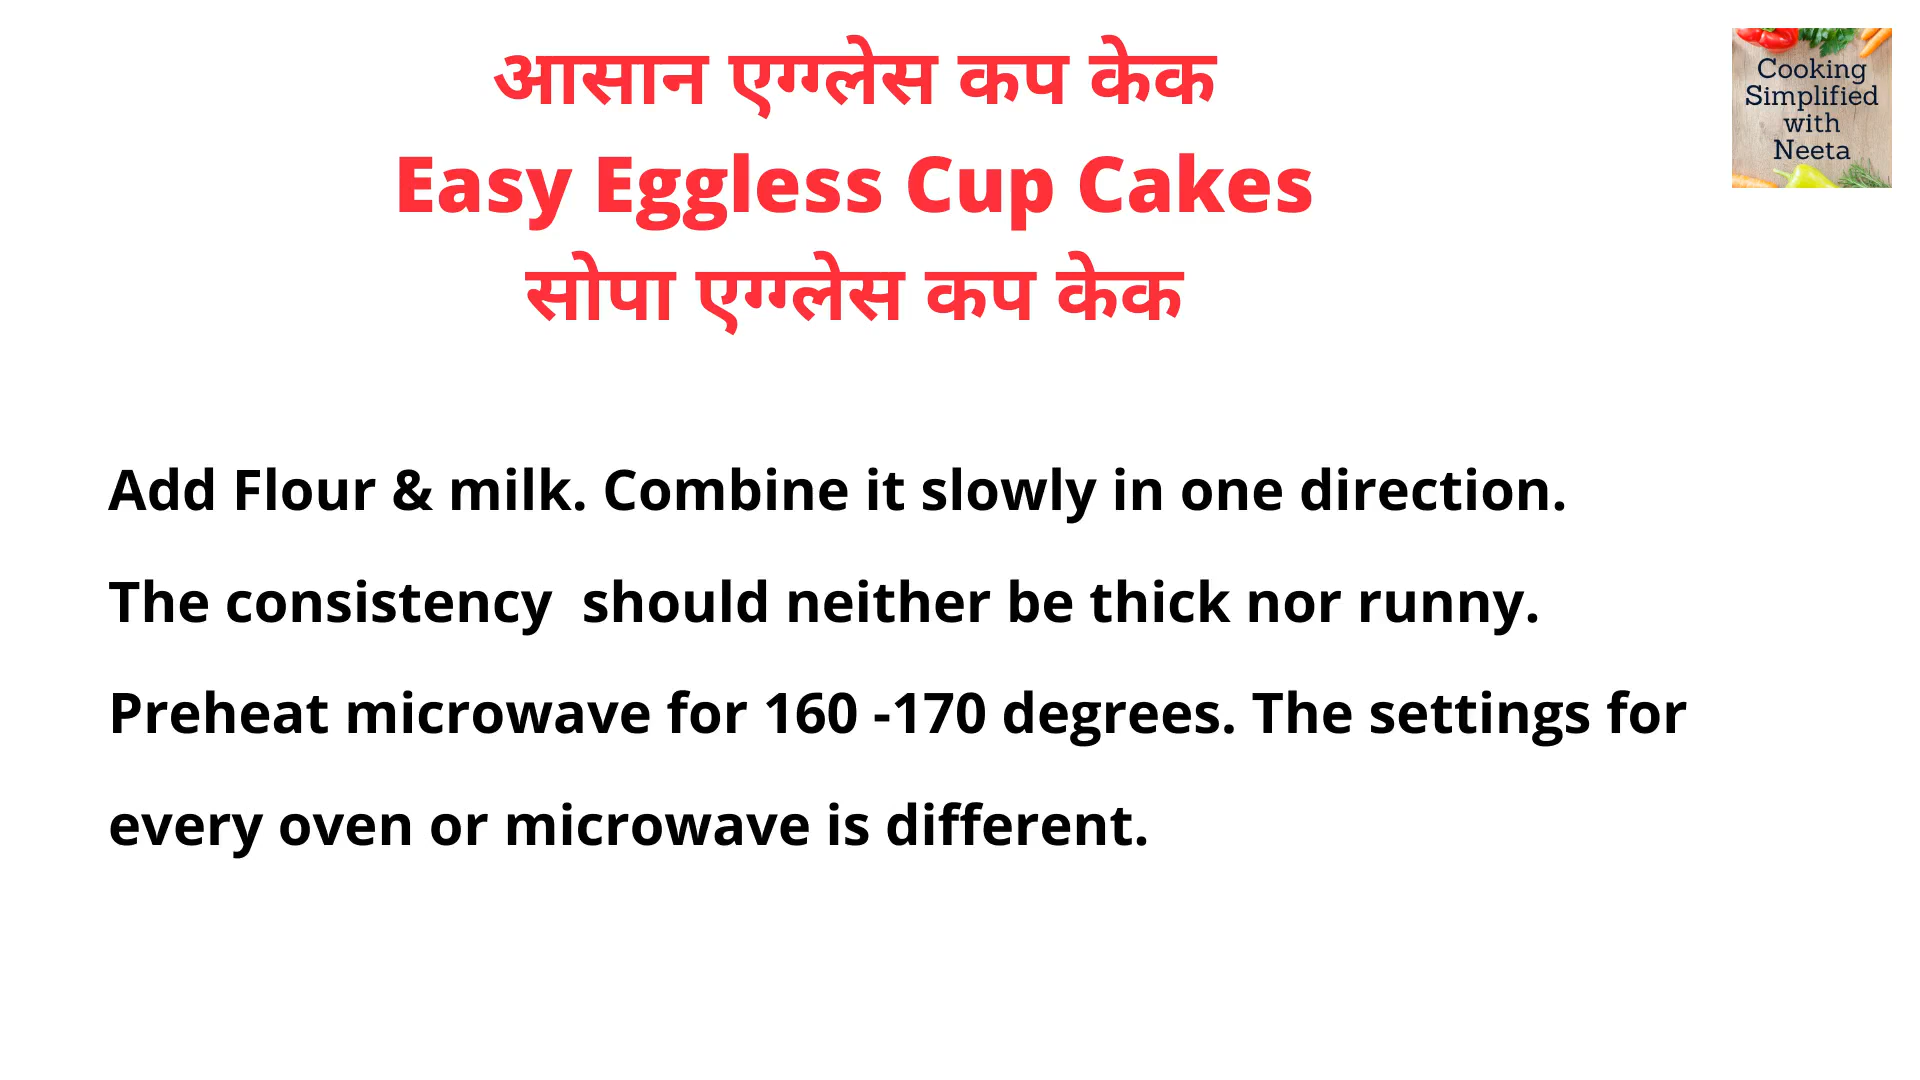 आसान एग्ग्लेस कप केक
Easy Eggless Cup Cakes
सोपा एग्ग्लेस कप केक
Cooking
Simplified
with
Neeta
Add Flour & milk. Combine it slowly in one direction.
The consistency  should neither be thick nor runny.
Preheat microwave for 160 -170 degrees. The settings for
every oven or microwave is different.